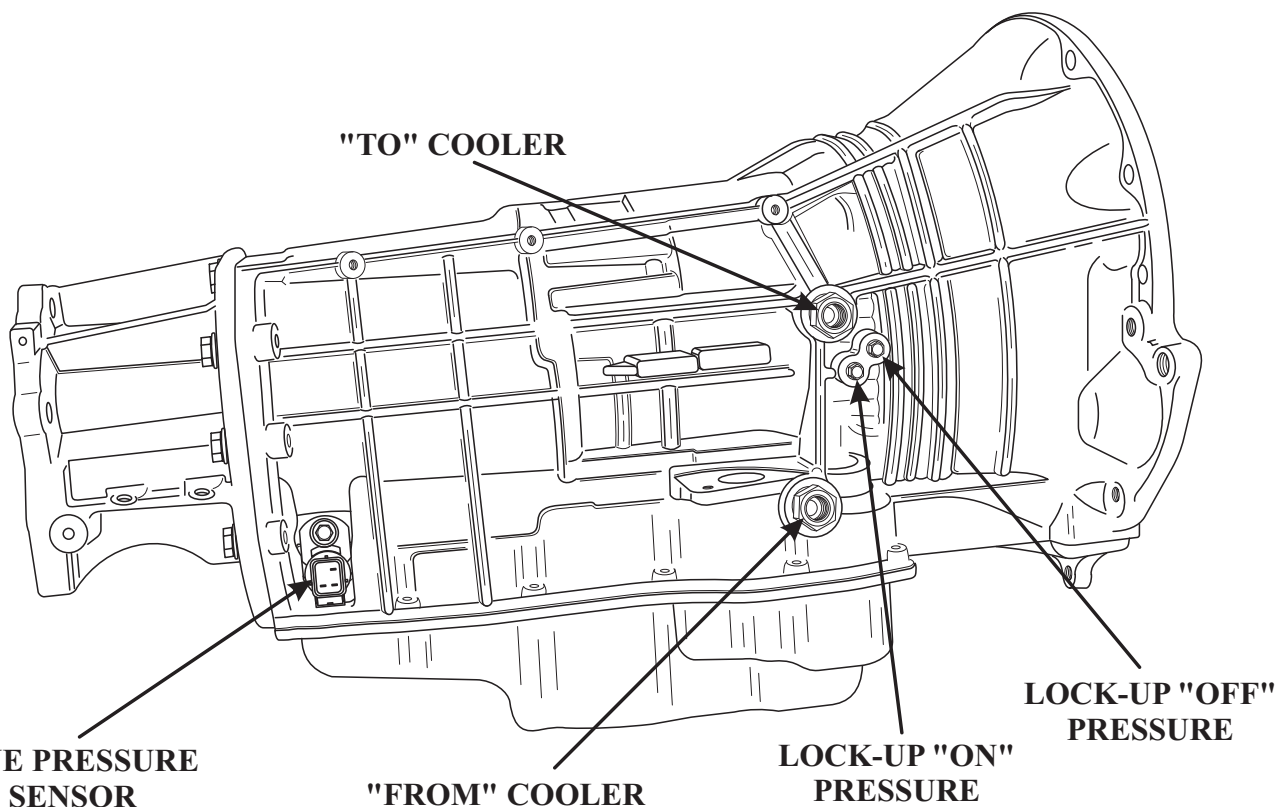 "TO" COOLER
LOCK-UP "OFF"
PRESSURE
LOCK-UP "ON"
PRESSURE
PRESSURE
SENSOR
"FROM" COOLER